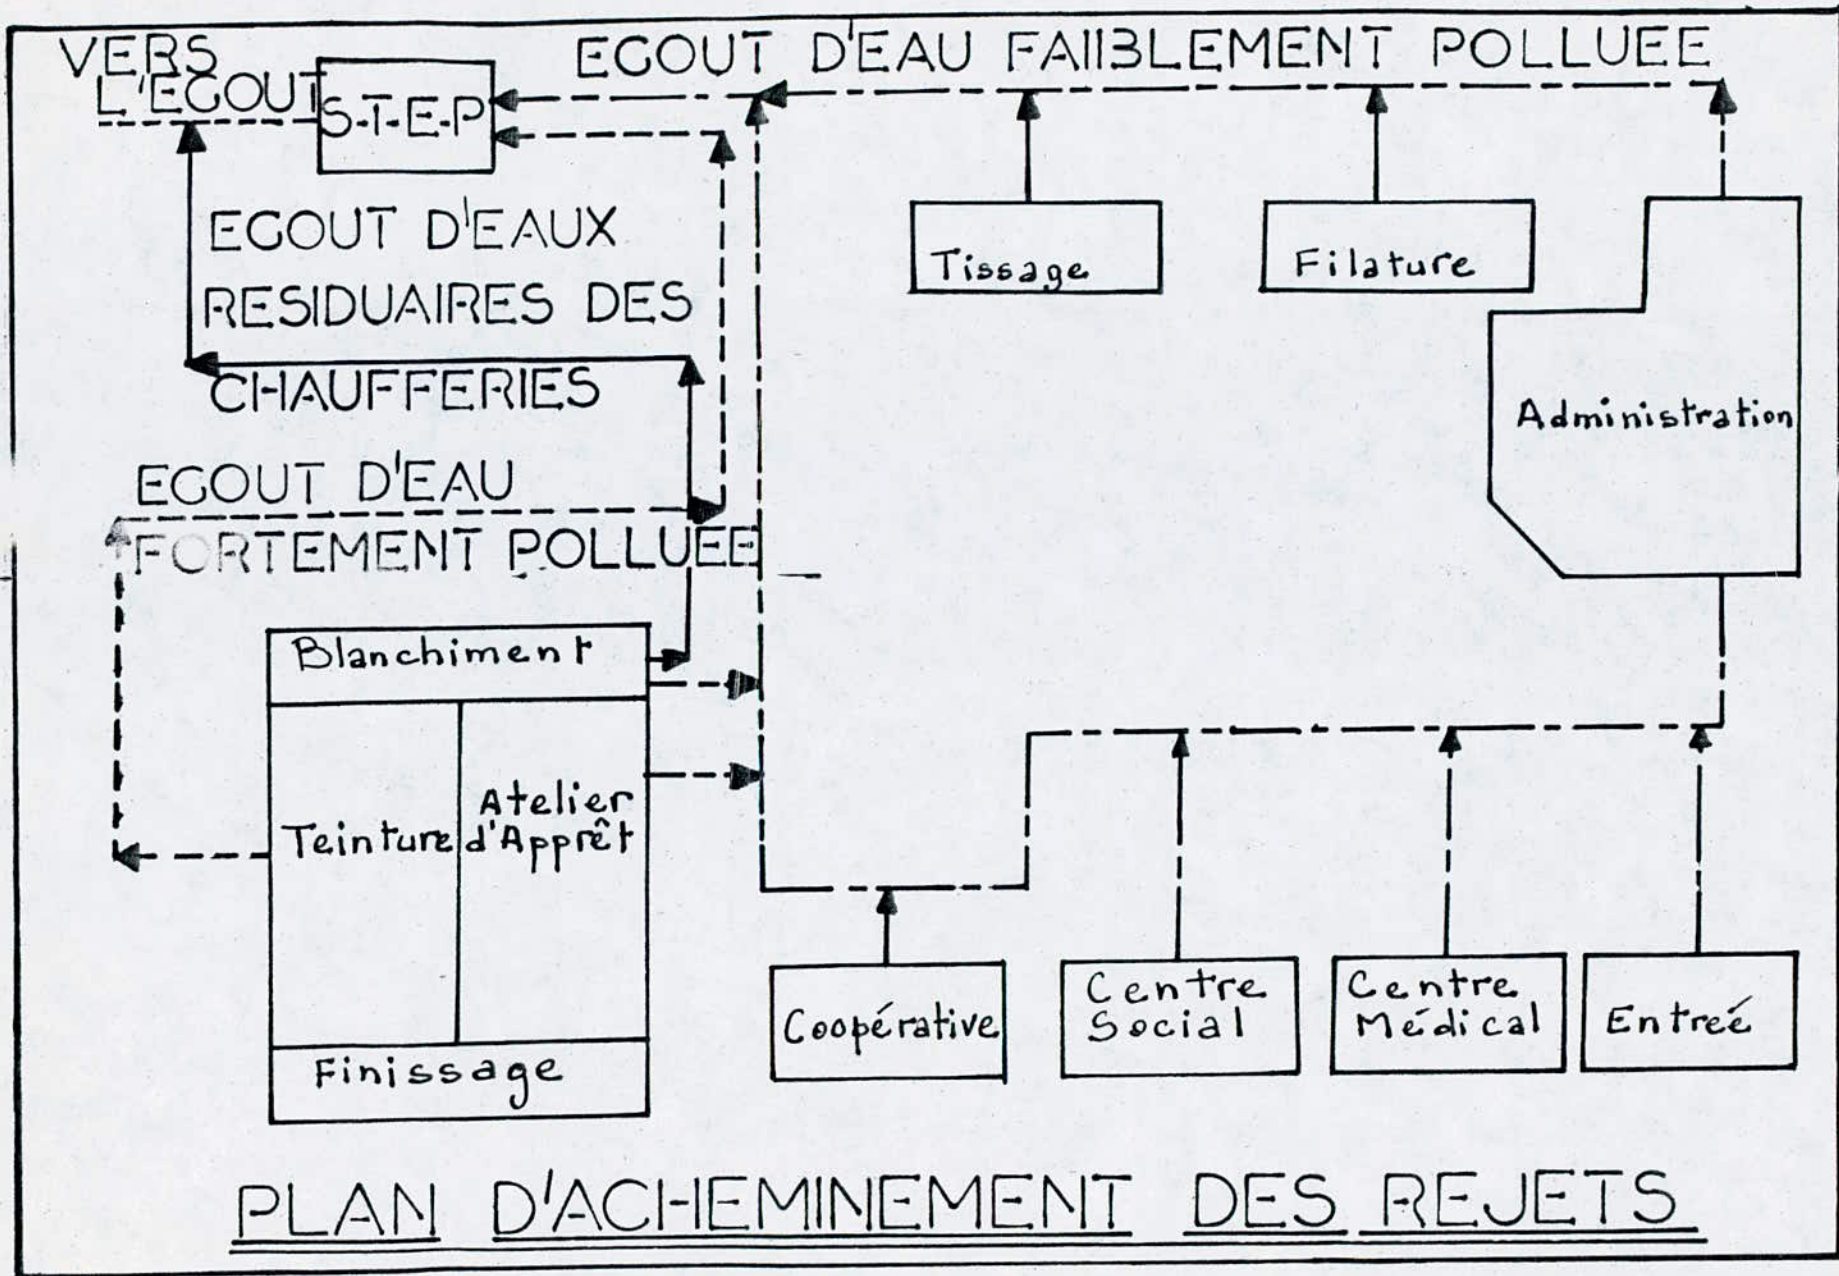 VERS
L'EGOUT
S-T-E-P
EGOUT D'EAU FAIIBLEMENT POLLUEE
EGOUT D'EAUX
RESIDUAIRES DES
CHAUFFERIES
Tissage
Filature
Administration
EGOUT D'EAU
FORTEMENT POLLUEE
Blanchiment
Teinture
Atelier
d'Apprêt
Finissage
Coopérative
Centre
Social
Centre
Médical
Entreé
PLAN D'ACHEMINEMENT DES REJETS